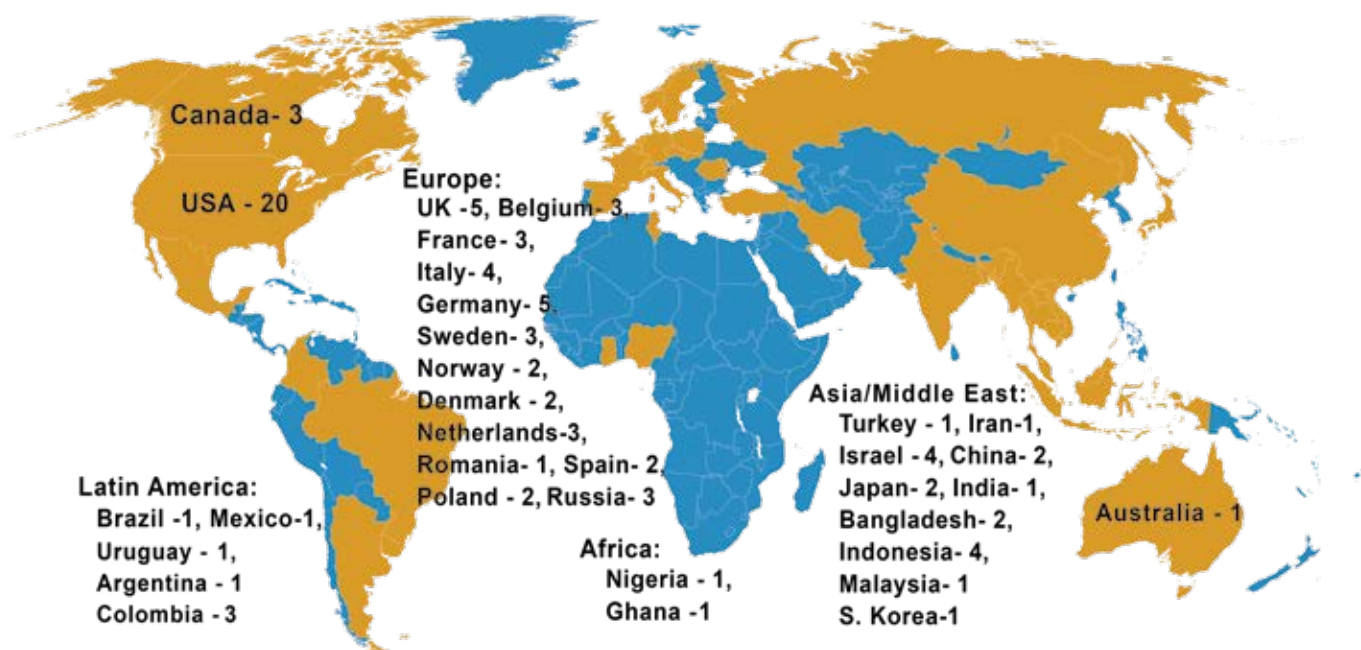 Canada- 3
USA - 20
Europe:
UK -5, Belgium- 3,
France- 3,
Italy- 4,
Germany- 5,
Sweden- 3,
Norway - 2,
Denmark - 2,
Netherlands-3,
Romania- 1, Spain- 2,
Poland - 2, Russia- 3
Latin America:
Brazil -1, Mexico-1,
Uruguay - 1,
Argentina - 1
Colombia - 3
Africa:
Nigeria - 1,
Ghana -1
Asia/Middle East:
Turkey - 1, Iran-1,
Israel - 4, China- 2,
Japan- 2, India- 1,
Bangladesh- 2,
Indonesia- 4,
Malaysia- 1
S. Korea-1
Australia - 1